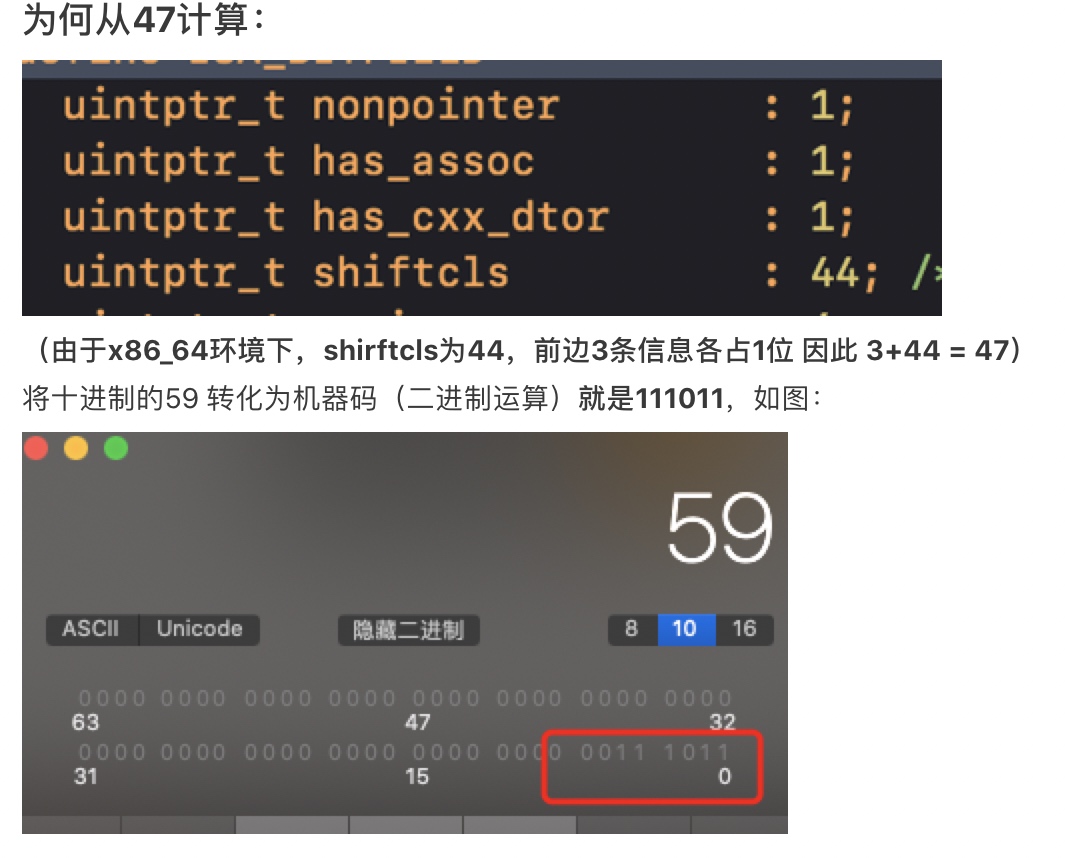 为何从47计算：
uintptr_t nonpointer : 1;
uintptr_t has_assoc : 1;
uintptr_t has_cxx_dtor : 1;
uintptr_t shiftcls : 44; /*
（由于x86_64环境下，shirftcls为44，前边3条信息各占1位 因此 3+44 = 47）
将十进制的59 转化为机器码（二进制运算）就是111011，如图：
59
ASCII Unicode 隐藏二进制 8 10 16
0000 0000 0000 0000 0000 0000 0000 0000
63 47 32
0000 0000 0000 0000 0000 0000 0011 1011
31 15 0